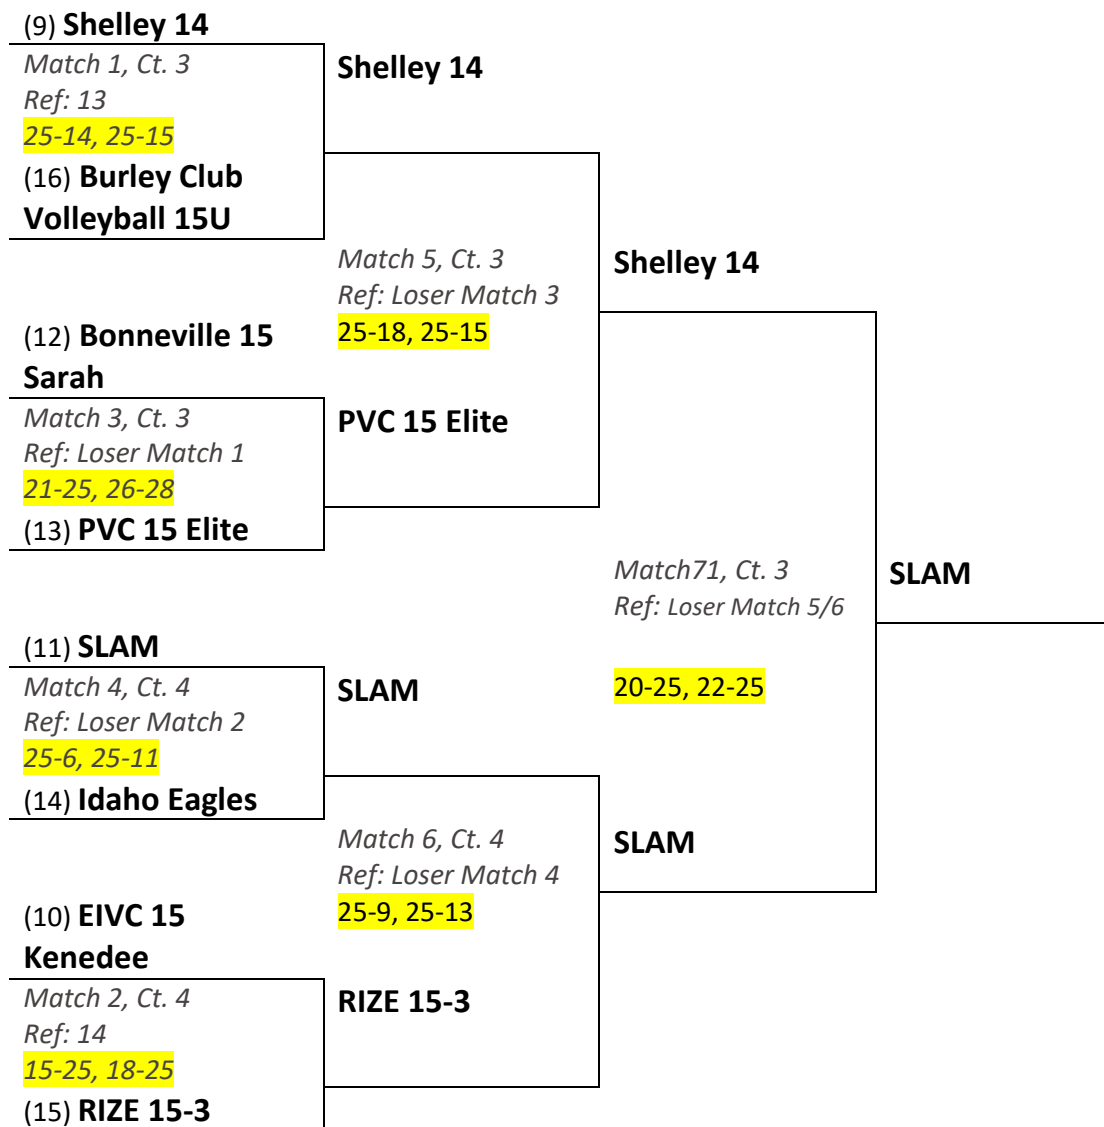 (9) Shelley 14
Match 1, Ct. 3
Ref: 13
25-14, 25-15
(16) Burley Club
Volleyball 15U
(12) Bonneville 15
Sarah
Match 3, Ct. 3
Ref: Loser Match 1
21-25, 26-28
(13) PVC 15 Elite
(11) SLAM
Match 4, Ct. 4
Ref: Loser Match 2
25-6, 25-11
(14) Idaho Eagles
(10) EIVC 15
Kenedee
Match 2, Ct. 4
Ref: 14
15-25, 18-25
(15) RIZE 15-3
Shelley 14
Match 5, Ct. 3
Ref: Loser Match 3
25-18, 25-15
PVC 15 Elite
SLAM
Match 6, Ct. 4
Ref: Loser Match 4
25-9, 25-13
RIZE 15-3
Shelley 14
Match71, Ct. 3
Ref: Loser Match 5/6
20-25, 22-25
SLAM
SLAM